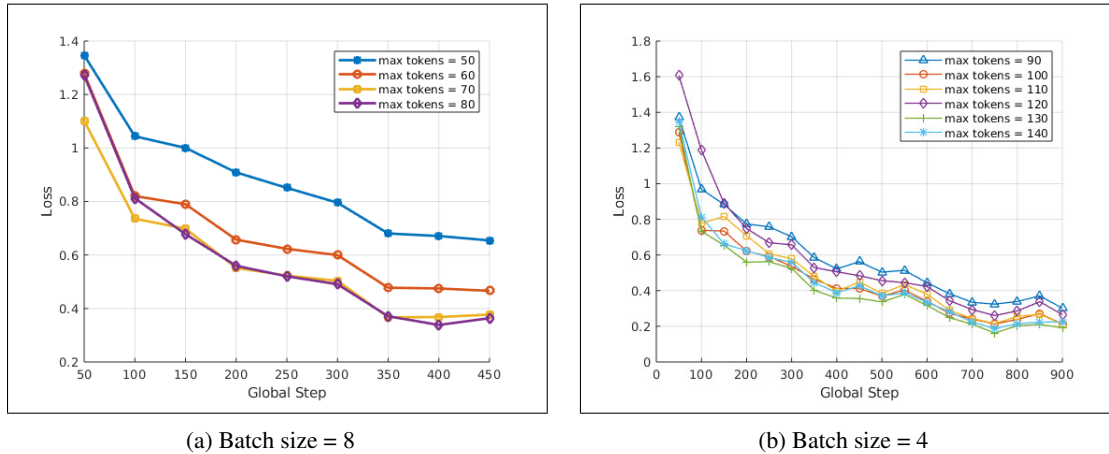 1.4
1.2
1
0.8
0.6
0.4
0.2
Loss
50 100 150 200 250 300 350 400 450
Global Step
max tokens = 50
max tokens = 60
max tokens = 70
max tokens = 80
(a) Batch size = 8
1.8
1.6
1.4
1.2
1
0.8
0.6
0.4
0.2
0
Loss
0 100 200 300 400 500 600 700 800 900
Global Step
max tokens = 90
max tokens = 100
max tokens = 110
max tokens = 120
max tokens = 130
max tokens = 140
(b) Batch size = 4